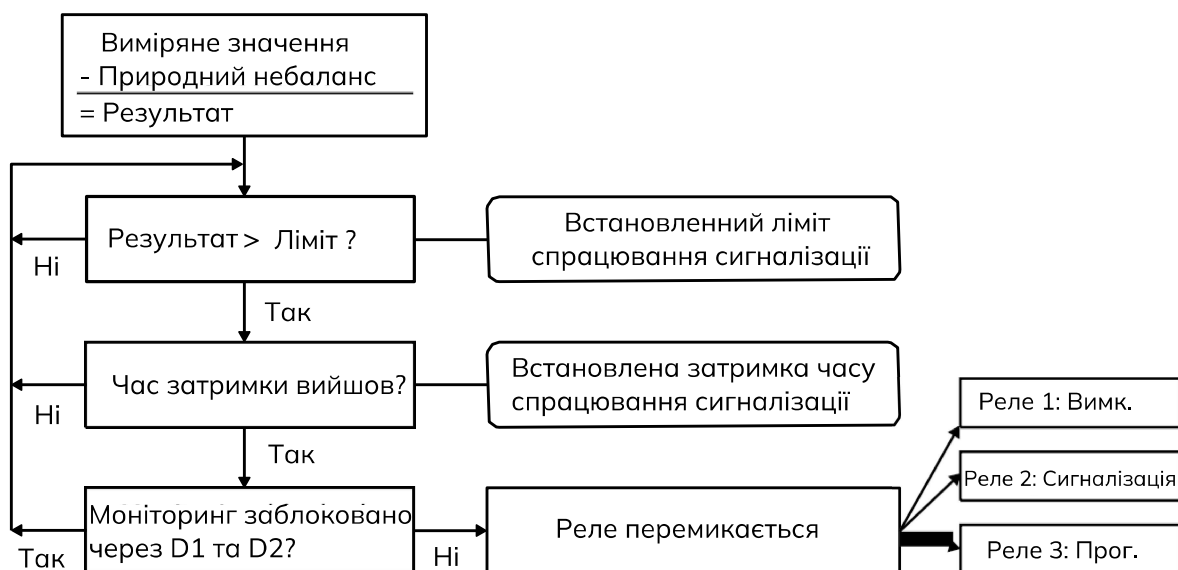 Виміряне значення
- Природний небаланс
= Результат
Результат > Ліміт ?
Встановленний ліміт
спрацювання сигналізації
Ні
Так
Час затримки вийшов?
Встановлена затримка часу
спрацювання сигналізації
Ні
Так
Реле 1: Вимк.
Реле 2: Сигналізація
Моніторинг заблоковано
через D1 та D2?
Реле перемикається
Реле 3: Прог.
Так
Ні